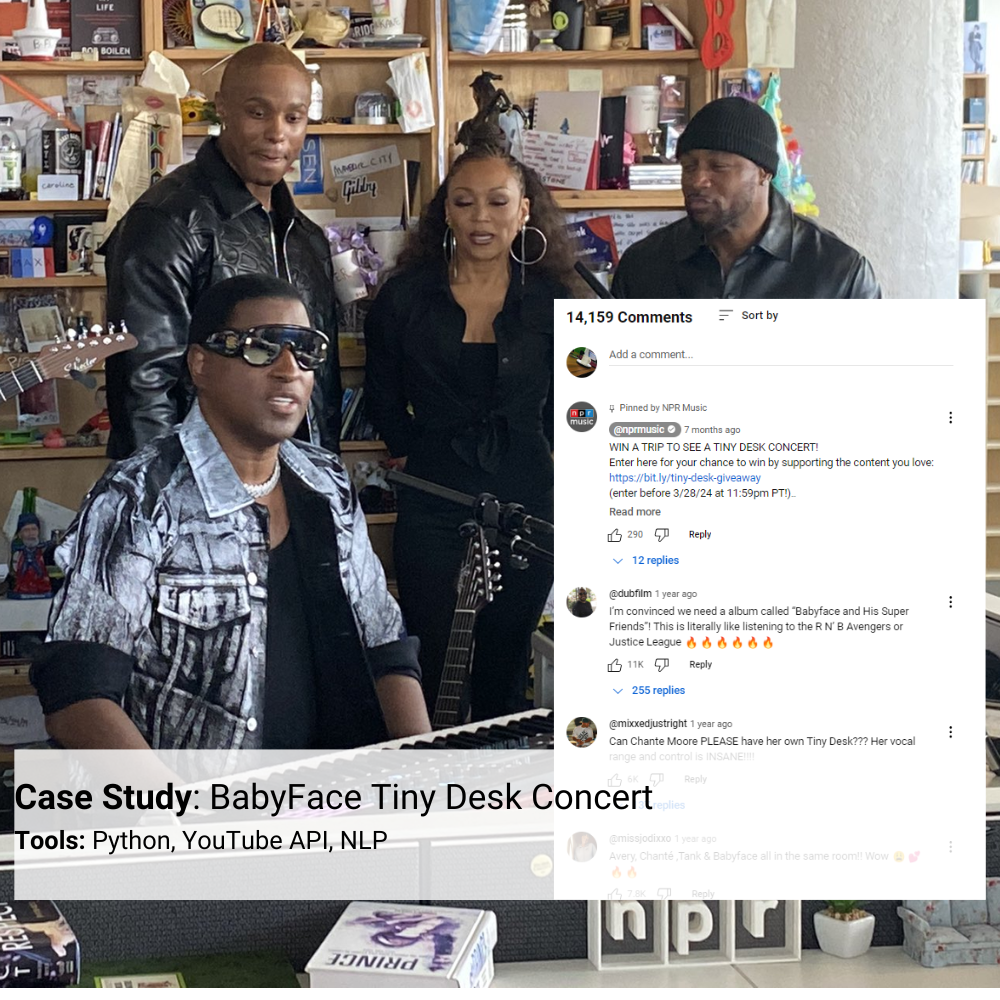 LIFE
BOB BOILEN
caroline
MAX
SEN
MODEL CITY
Gibby
14,159 Comments
Sort by
Add a comment...
npr
music
Pinned by NPR Music
@nprmusic 7 months ago
WIN A TRIP TO SEE A TINY DESK CONCERT!
Enter here for your chance to win by supporting the content you love:
https://bit.ly/tiny-desk-giveaway
(enter before 3/28/24 at 11:59pm PT!)..
Read more
290 Reply
12 replies
@dubfilm 1 year ago
I'm convinced we need a album called "Babyface and His Super
Friends"! This is literally like listening to the R N' B Avengers or
Justice League 🔥🔥🔥🔥🔥🔥
11K Reply
255 replies
@mixxedjustright 1 year ago
Can Chante Moore PLEASE have her own Tiny Desk??? Her vocal
range and control is INSANE!!!!
6K Reply
replies
Case Study: BabyFace Tiny Desk Concert
Tools: Python, YouTube API, NLP
@missjodixxo 1 year ago
Avery, Chanté ,Tank & Babyface all in the same room!! Wow 😩 💕
🔥🔥
7.8K Reply
npr
RESPECT
PRINCE